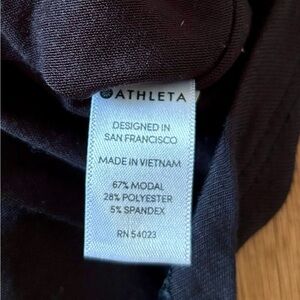 ATHLETA
DESIGNED IN
SAN FRANCISCO
MADE IN VIETNAM
67% MODAL
28% POLYESTER
5% SPANDEX
RN 54023